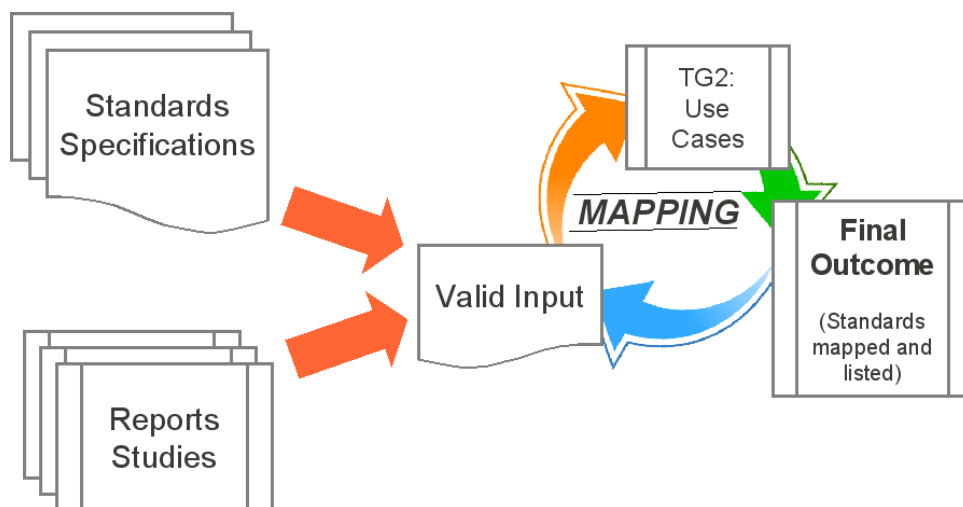 Standards
Specifications
TG2:
Use
Cases
MAPPING
Final
Outcome
(Standards
mapped and
listed)
Valid Input
Reports
Studies